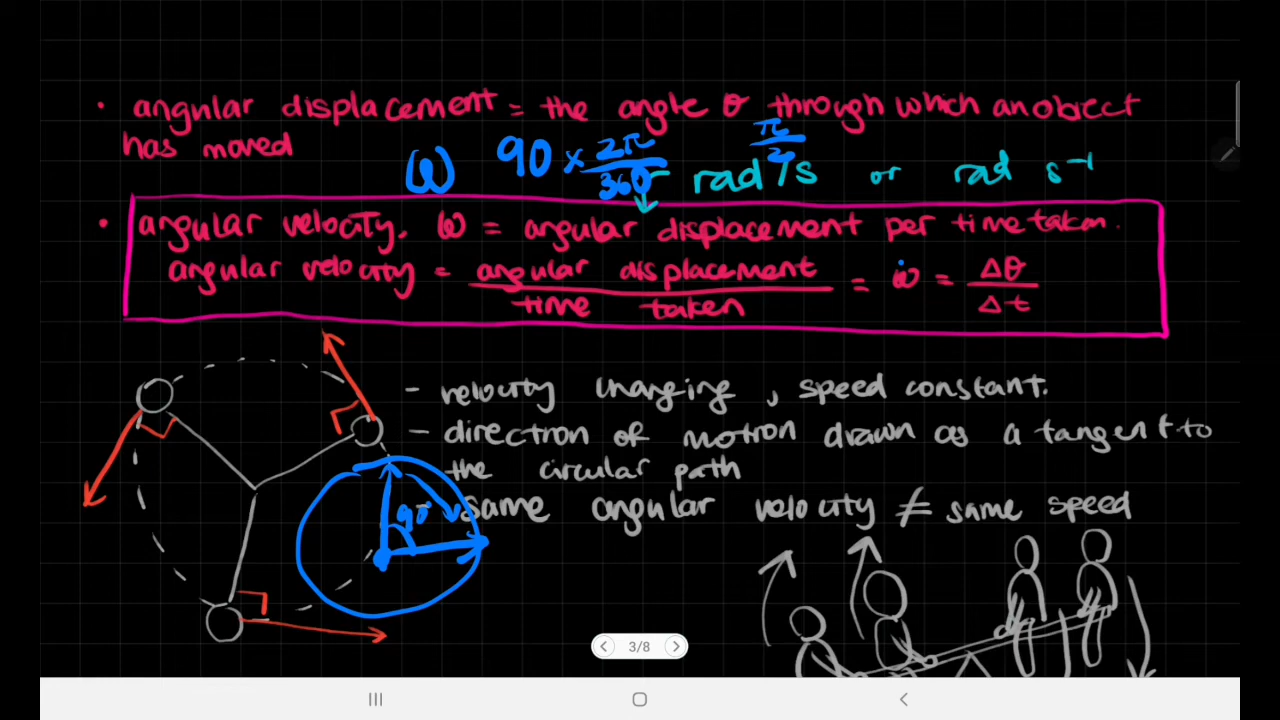 • angular displacement = the angle θ through which an object
has moved
ω 90 × 2π/360 π/2 rad/s or rad s⁻¹
• angular velocity, ω = angular displacement per time taken.
angular velocity = angular displacement / time taken = ω = Δθ/Δt
- velocity changing, speed constant.
- direction of motion drawn as a tangent to
the circular path
- same angular velocity ≠ same speed
90°
3/8